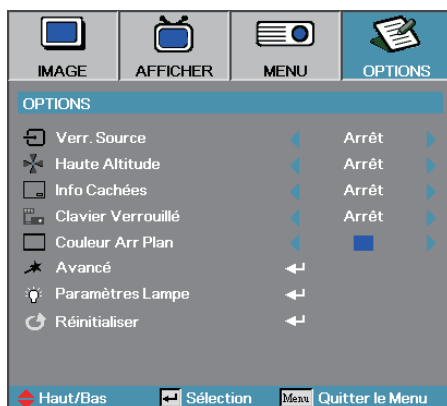 IMAGE AFFICHER MENU OPTIONS
OPTIONS
Verr. Source Arrêt
Haute Altitude Arrêt
Info Cachées Arrêt
Clavier Verrouillé Arrêt
Couleur Arr Plan
Avancé
Paramètres Lampe
Réinitialiser
Haut/Bas Sélection Menu Quitter le Menu